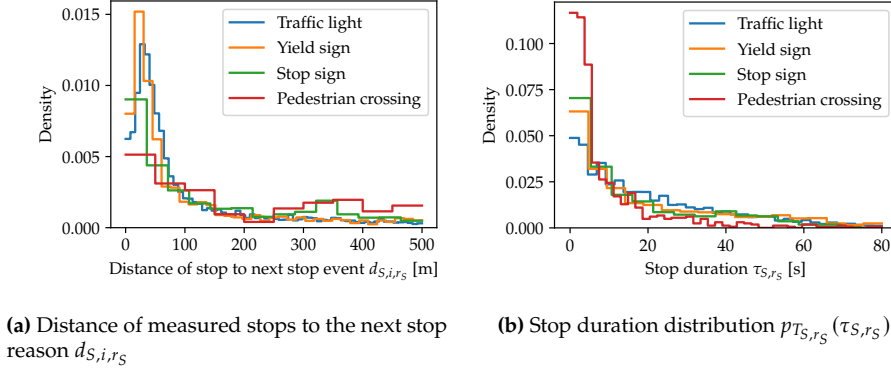 0.015
0.010
0.005
0.000
Density
Traffic light
Yield sign
Stop sign
Pedestrian crossing
0
100
200
300
400
500
Distance of stop to next stop event d_{S,i,r_S} [m]
0.100
0.075
0.050
0.025
0.000
Density
Traffic light
Yield sign
Stop sign
Pedestrian crossing
0
20
40
60
80
Stop duration τ_{S,r_S} [s]
(a) Distance of measured stops to the next stop
reason d_{S,i,r_S}
(b) Stop duration distribution p_{T_{S,r_S}}(τ_{S,r_S})